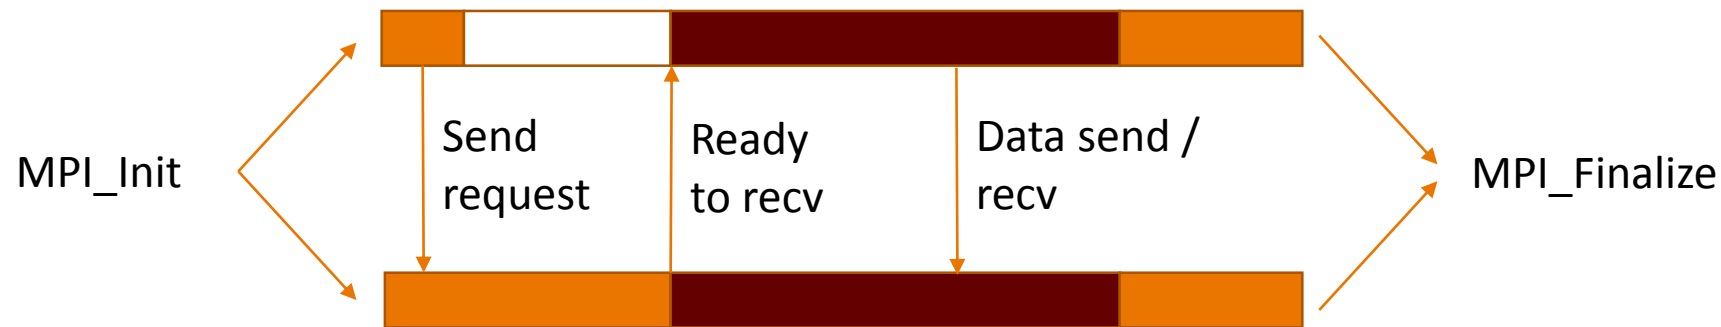 MPI_Init
Send
request
Ready
to recv
Data send /
recv
MPI_Finalize